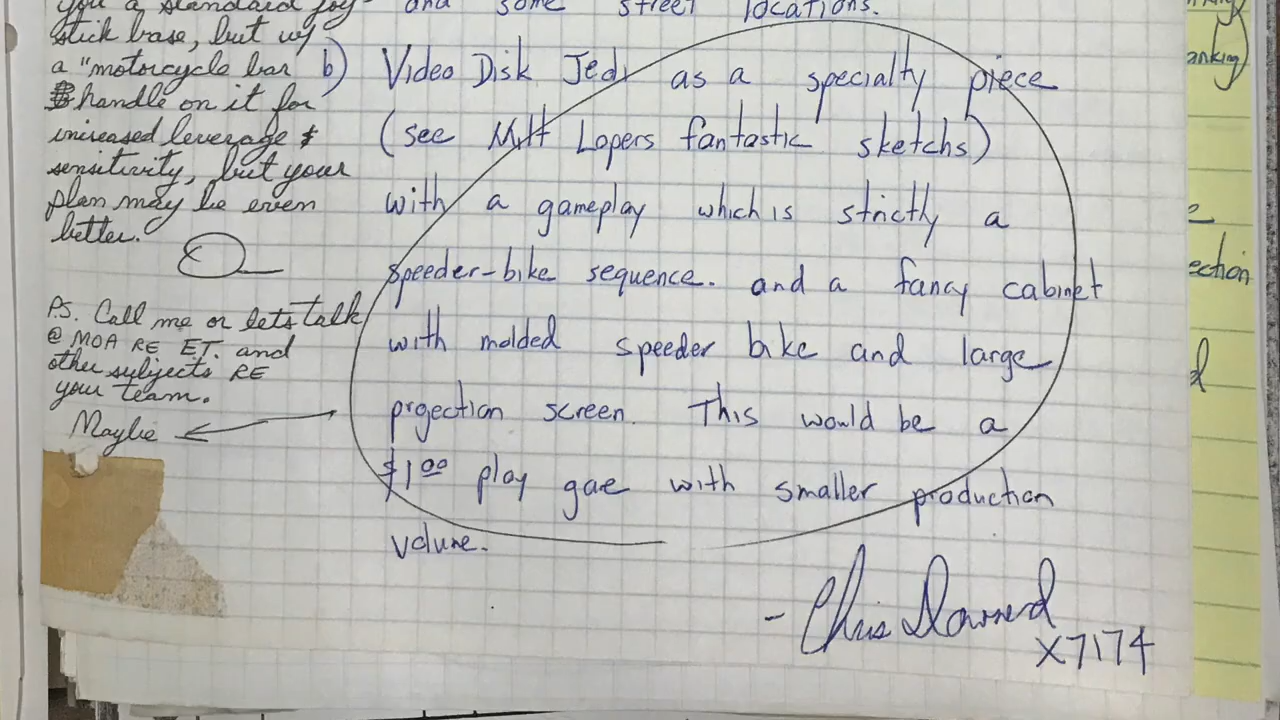 you a standard joy-
stick base, but w/
a "motorcycle bar"
handle on it for
increased leverage &
sensitivity, but your
plan may be even
better.
PS. Call me or lets talk
@ MOA RE ET. and
other subjects RE
your team.
Maybe
and some street locations.
b) Video Disk Jedi as a specialty piece
(see Milt Lopers fantastic sketchs)
with a gameplay which is strictly a
speeder-bike sequence. and a fancy cabinet
with molded speeder bike and large
projection screen. This would be a
$1.00 play gae with smaller production
volume.
- Chris Downend
X7174
anking)
ection